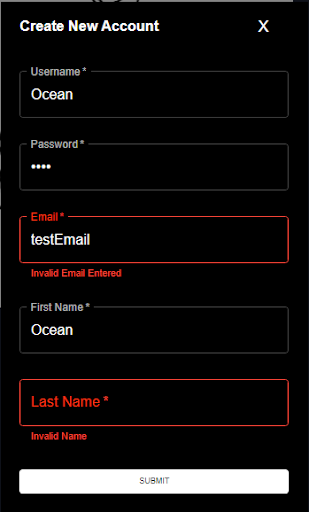 Create New Account X
Username *
Ocean
Password *
••••
Email *
testEmail
Invalid Email Entered
First Name *
Ocean
Last Name *
Invalid Name
SUBMIT